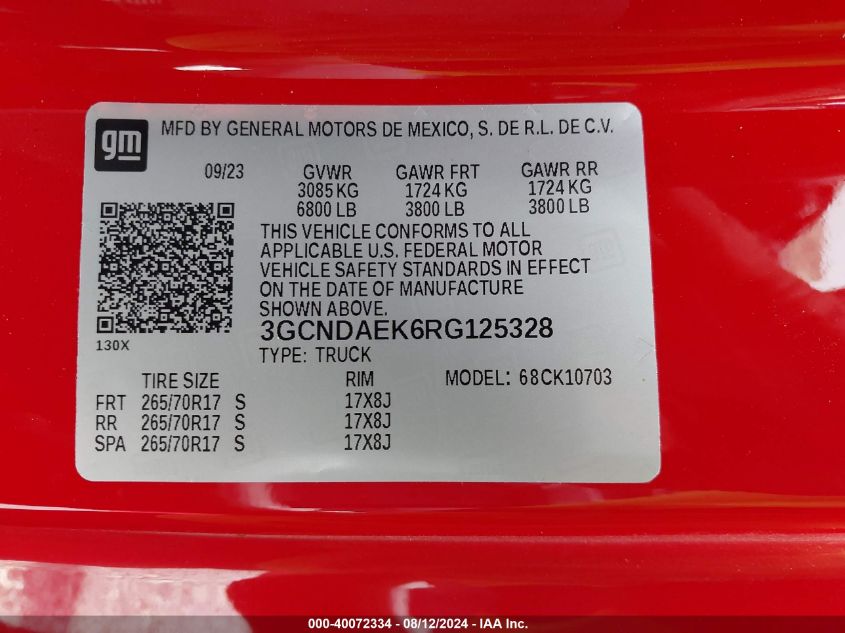 gm
MFD BY GENERAL MOTORS DE MEXICO, S. DE R.L. DE C.V.
09/23 GVWR GAWR FRT GAWR RR
3085 KG 1724 KG 1724 KG
6800 LB 3800 LB 3800 LB
THIS VEHICLE CONFORMS TO ALL
APPLICABLE U.S. FEDERAL MOTOR
VEHICLE SAFETY STANDARDS IN EFFECT
ON THE DATE OF MANUFACTURE
SHOWN ABOVE.
3GCNDAEK6RG125328
130X
TYPE: TRUCK
TIRE SIZE RIM MODEL: 68CK10703
FRT 265/70R17 S 17X8J
RR 265/70R17 S 17X8J
SPA 265/70R17 S 17X8J
000-40072334 - 08/12/2024 - IAA Inc.